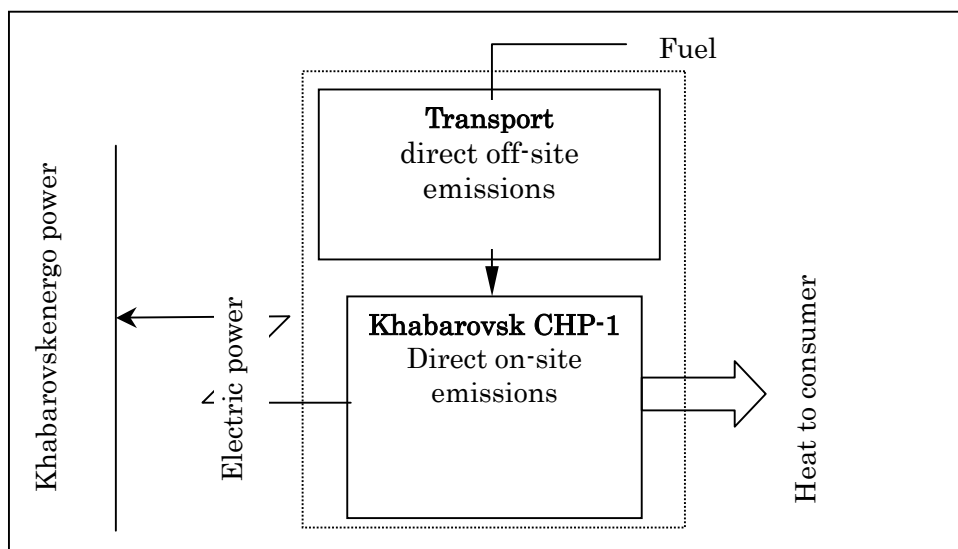 Fuel
Transport
direct off-site
emissions
Khabarovskenergo power
Electric power
Khabarovsk CHP-1
Direct on-site
emissions
Heat to consumer